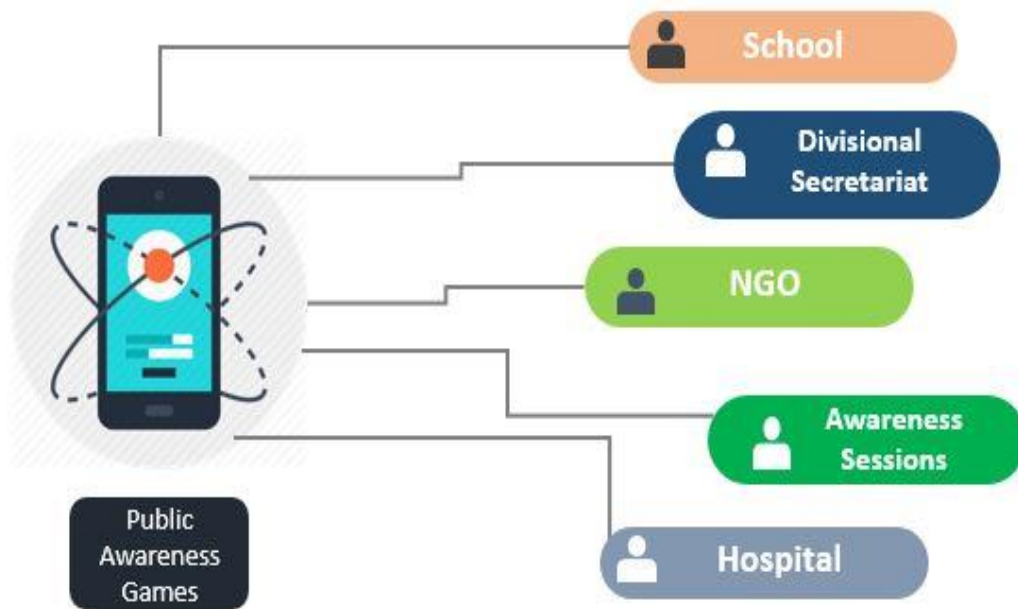 School
Divisional
Secretariat
NGO
Awareness
Sessions
Hospital
Public
Awareness
Games